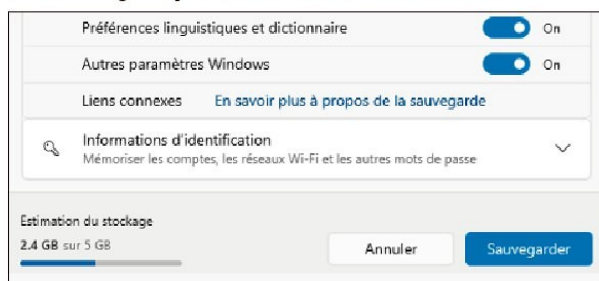 Préférences linguistiques et dictionnaire On
Autres paramètres Windows On
Liens connexes En savoir plus à propos de la sauvegarde
Informations d'identification
Mémoriser les comptes, les réseaux Wi-Fi et les autres mots de passe
Estimation du stockage
2.4 GB sur 5 GB
Annuler Sauvegarder